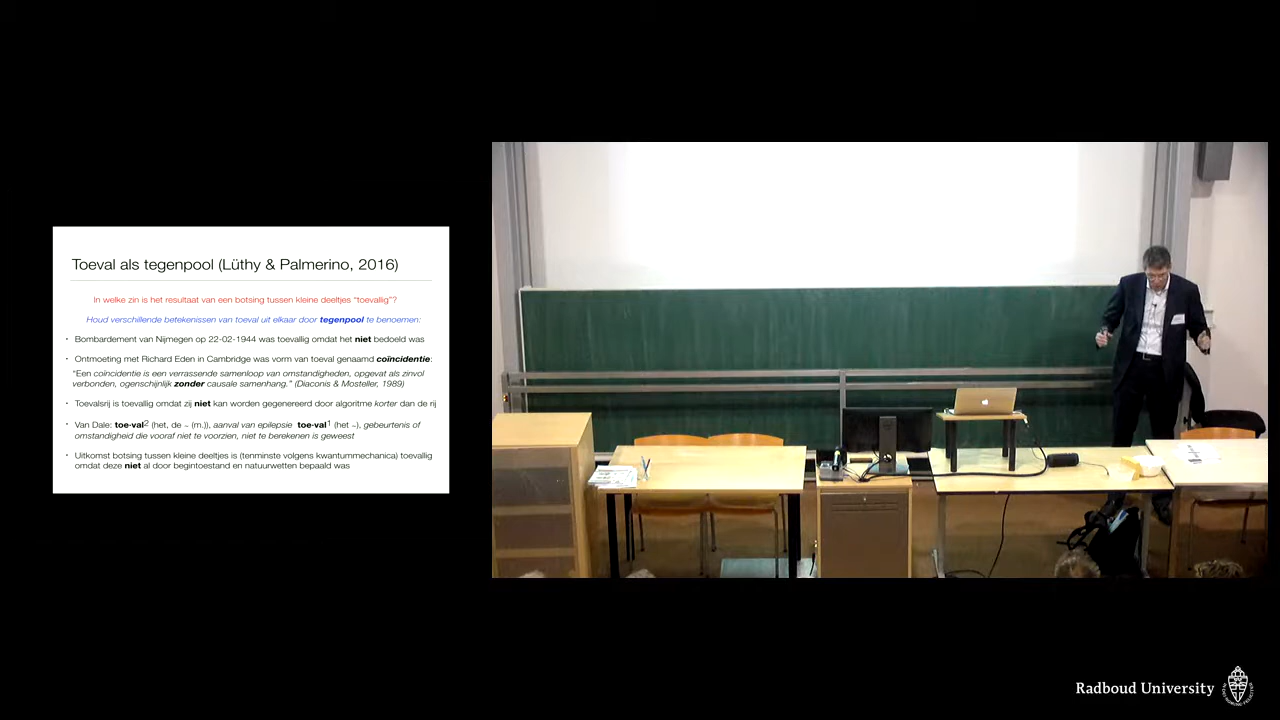 Toeval als tegenpool (Lüthy & Palmerino, 2016)
In welke zin is het resultaat van een botsing tussen kleine deeltjes “toevallig”?
Houd verschillende betekenissen van toeval uit elkaar door tegenpool te benoemen:
• Bombardement van Nijmegen op 22-02-1944 was toevallig omdat het niet bedoeld was
• Ontmoeting met Richard Eden in Cambridge was vorm van toeval genaamd coïncidentie:
“Een coïncidentie is een verrassende samenloop van omstandigheden, opgevat als zinvol
verbonden, ogenschijnlijk zonder causale samenhang.” (Diaconis & Mosteller, 1989)
• Toevalsrij is toevallig omdat zij niet kan worden gegenereerd door algoritme korter dan de rij
• Van Dale: toe·val² (het, de ~ (m.)), aanval van epilepsie toe·val¹ (het ~), gebeurtenis of
omstandigheid die vooraf niet te voorzien, niet te berekenen is geweest
• Uitkomst botsing tussen kleine deeltjes is (tenminste volgens kwantummechanica) toevallig
omdat deze niet al door begintoestand en natuurwetten bepaald was
Radboud University